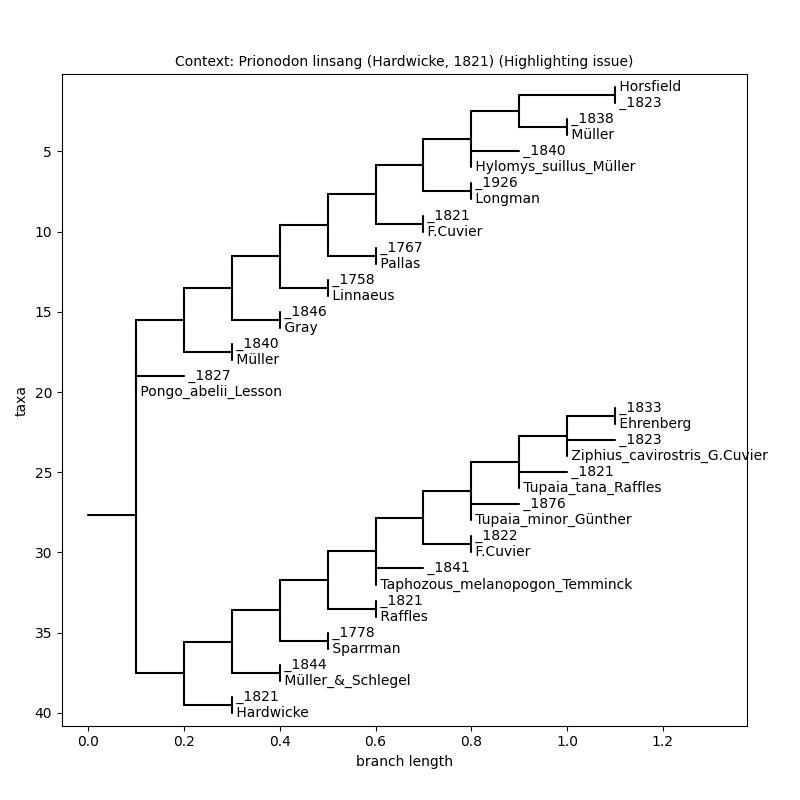 Context: Prionodon linsang (Hardwicke, 1821) (Highlighting issue)
Horsfield
_1823
_1838
Müller
_1840
Hylomys_suillus_Müller
_1926
Longman
_1821
F.Cuvier
_1767
Pallas
_1758
Linnaeus
_1846
Gray
_1840
Müller
_1827
Pongo_abelii_Lesson
_1833
Ehrenberg
_1823
Ziphius_cavirostris_G.Cuvier
_1821
Tupaia_tana_Raffles
_1876
Tupaia_minor_Günther
_1822
F.Cuvier
_1841
Taphozous_melanopogon_Temminck
_1821
Raffles
_1778
Sparrman
_1844
Müller_&_Schlegel
_1821
Hardwicke
5
10
15
20
25
30
35
40
taxa
0.0 0.2 0.4 0.6 0.8 1.0 1.2
branch length